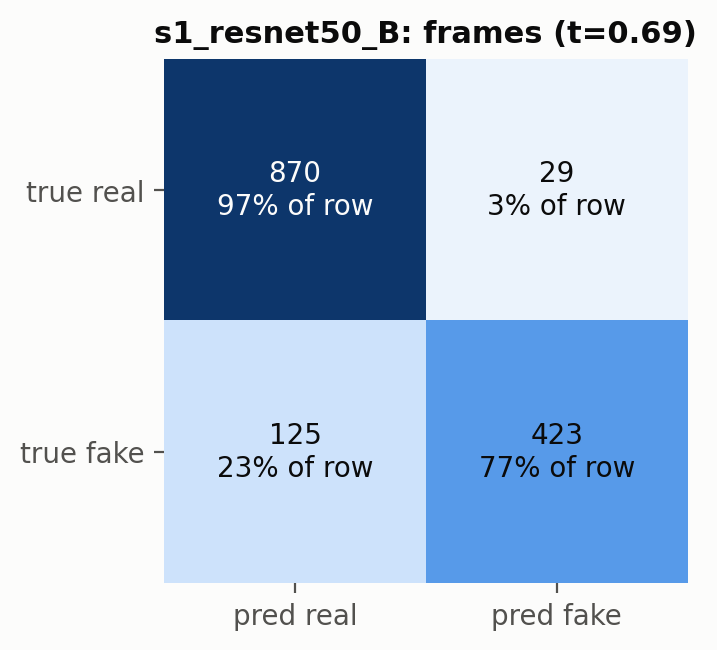 s1_resnet50_B: frames (t=0.69)
true real
870
97% of row
29
3% of row
true fake
125
23% of row
423
77% of row
pred real
pred fake